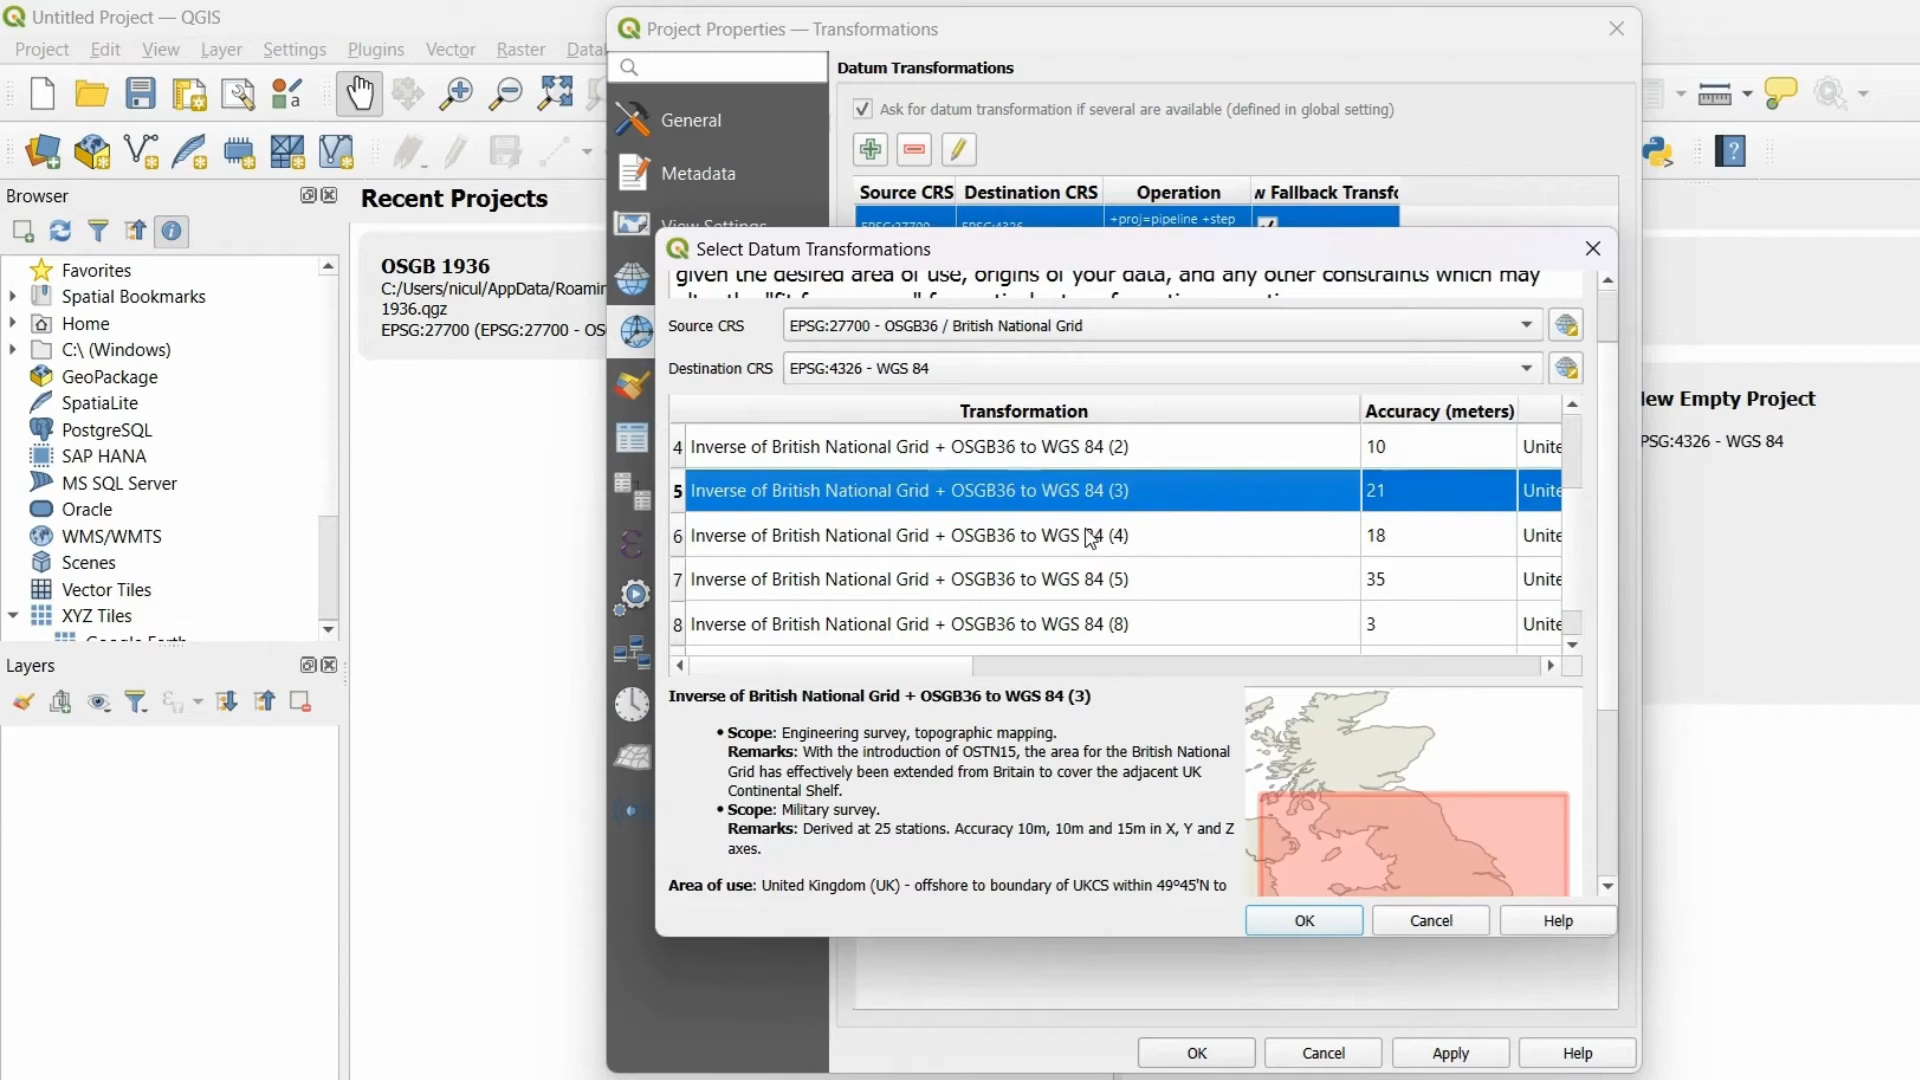 Untitled Project — QGIS
Project Edit View Layer Settings Plugins Vector Raster
Browser
Favorites
Spatial Bookmarks
Home
C:\ (Windows)
GeoPackage
SpatiaLite
PostgreSQL
SAP HANA
MS SQL Server
Oracle
WMS/WMTS
Scenes
Vector Tiles
XYZ Tiles
Layers
Recent Projects
OSGB 1936
C:/Users/nicul/AppData/Roamin
1936.qgz
EPSG:27700 (EPSG:27700 - OS
Project Properties — Transformations
General
Metadata
View Settings
Datum Transformations
Ask for datum transformation if several are available (defined in global setting)
Source CRS Destination CRS Operation w Fallback Transfo
EPSG:27700 EPSG:4326 +proj=pipeline +step
Select Datum Transformations
given the desired area of use, origins of your data, and any other constraints which may
Source CRS EPSG:27700 - OSGB36 / British National Grid
Destination CRS EPSG:4326 - WGS 84
Transformation Accuracy (meters)
4 Inverse of British National Grid + OSGB36 to WGS 84 (2) 10 Unite
5 Inverse of British National Grid + OSGB36 to WGS 84 (3) 21 Unite
6 Inverse of British National Grid + OSGB36 to WGS 84 (4) 18 Unite
7 Inverse of British National Grid + OSGB36 to WGS 84 (5) 35 Unite
8 Inverse of British National Grid + OSGB36 to WGS 84 (8) 3 Unite
Inverse of British National Grid + OSGB36 to WGS 84 (3)
• Scope: Engineering survey, topographic mapping.
Remarks: With the introduction of OSTN15, the area for the British National
Grid has effectively been extended from Britain to cover the adjacent UK
Continental Shelf.
• Scope: Military survey.
Remarks: Derived at 25 stations. Accuracy 10m, 10m and 15m in X, Y and Z
axes.
Area of use: United Kingdom (UK) - offshore to boundary of UKCS within 49°45'N to
OK Cancel Help
OK Cancel Apply Help
New Empty Project
PSG:4326 - WGS 84